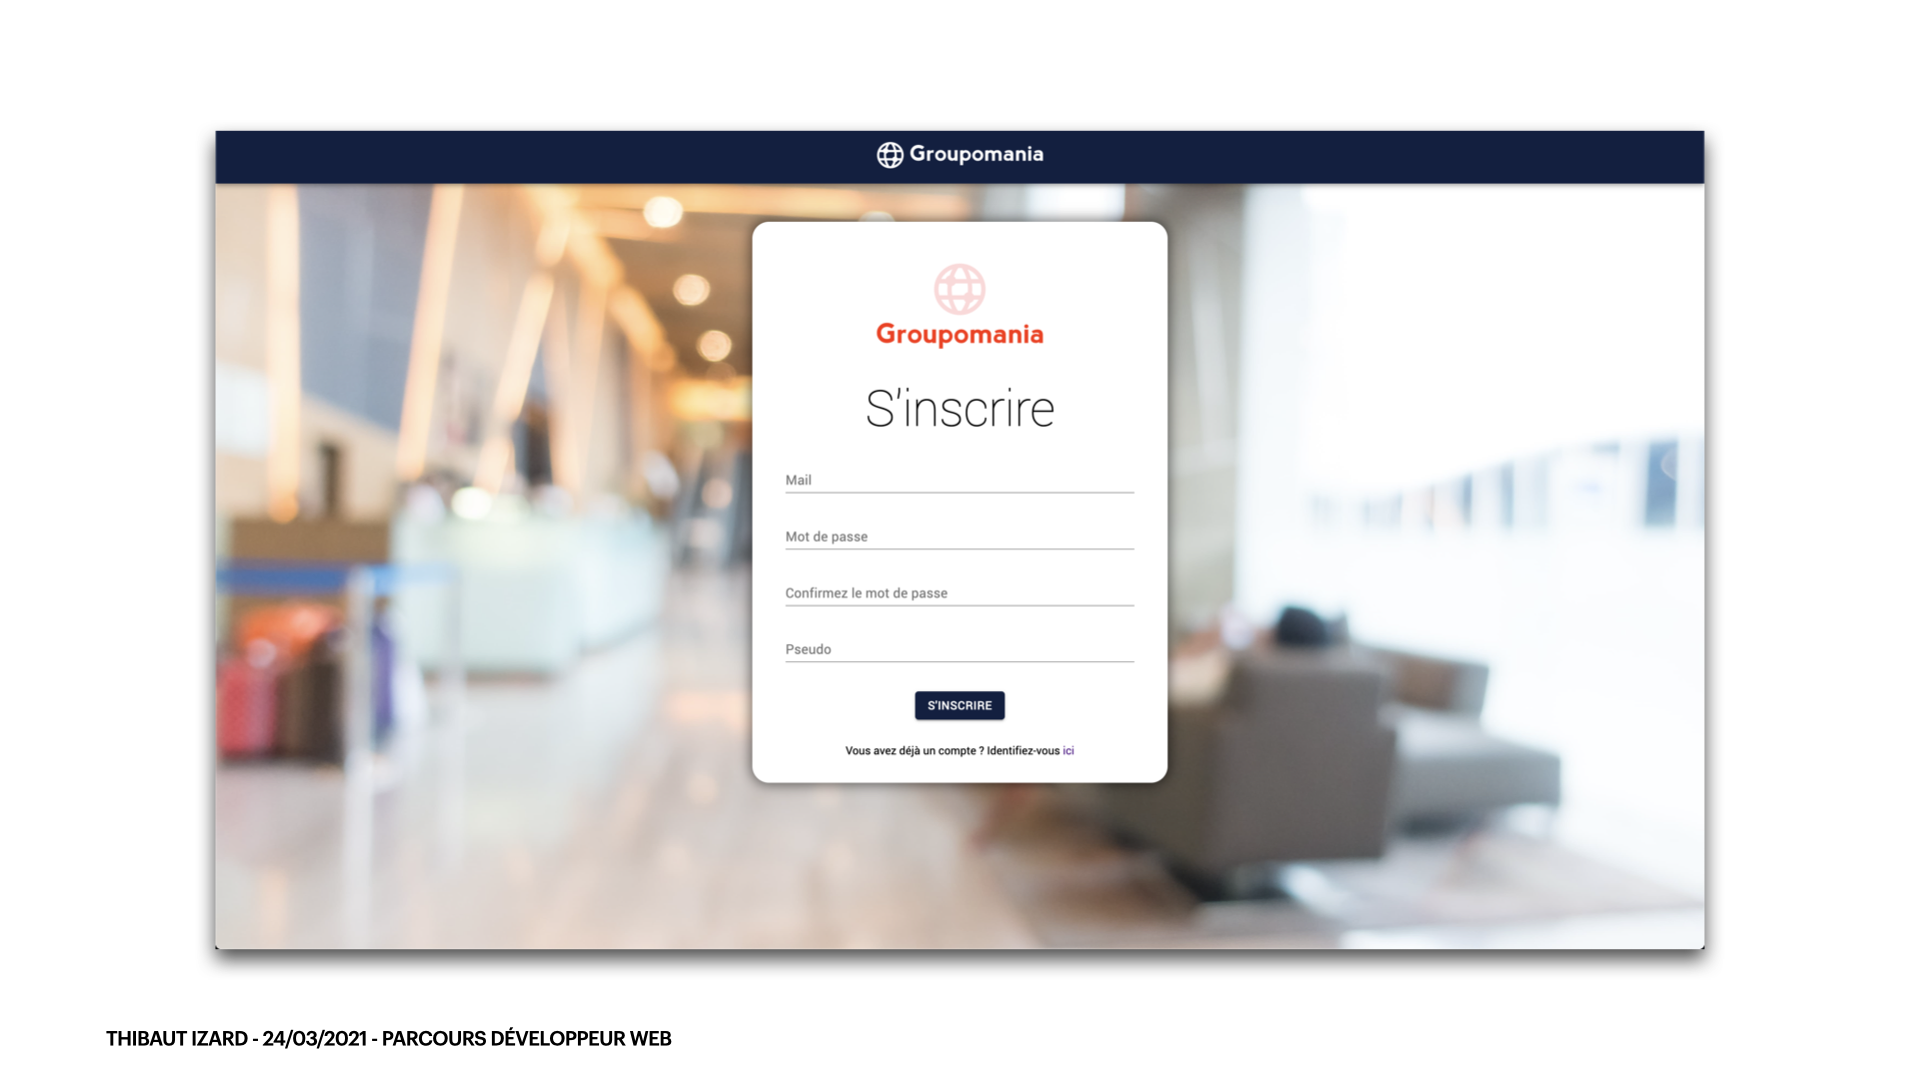 Groupomania
Groupomania
S'inscrire
Mail
Mot de passe
Confirmez le mot de passe
Pseudo
S'INSCRIRE
Vous avez déjà un compte ? Identifiez-vous ici
THIBAUT IZARD - 24/03/2021 - PARCOURS DÉVELOPPEUR WEB